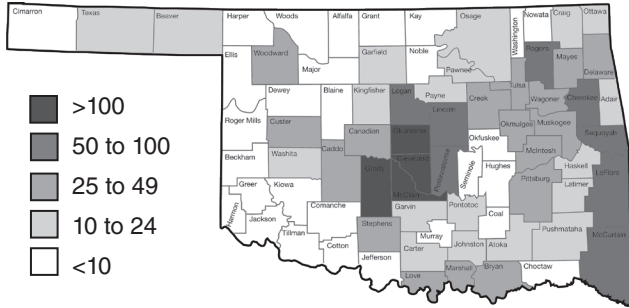 Cimarron Texas Beaver Harper Woods Alfalfa Grant Kay Osage Washington Nowata Craig Ottawa
Ellis Woodward Major Garfield Noble Pawnee Rogers Mayes Delaware
Dewey Blaine Kingfisher Logan Payne Creek Tulsa Wagoner Cherokee Adair
Roger Mills Custer Canadian Oklahoma Lincoln Okmulgee Muskogee Sequoyah
Beckham Washita Caddo Grady Cleveland Pottawatomie Seminole Okfuskee Hughes McIntosh Haskell LeFlore
Greer Kiowa McClain Garvin Pontotoc Pittsburg Latimer
Harmon Jackson Comanche Stephens Murray Coal Pushmataha McCurtain
Tillman Cotton Jefferson Carter Johnston Atoka
Love Marshall Bryan Choctaw
>100
50 to 100
25 to 49
10 to 24
<10